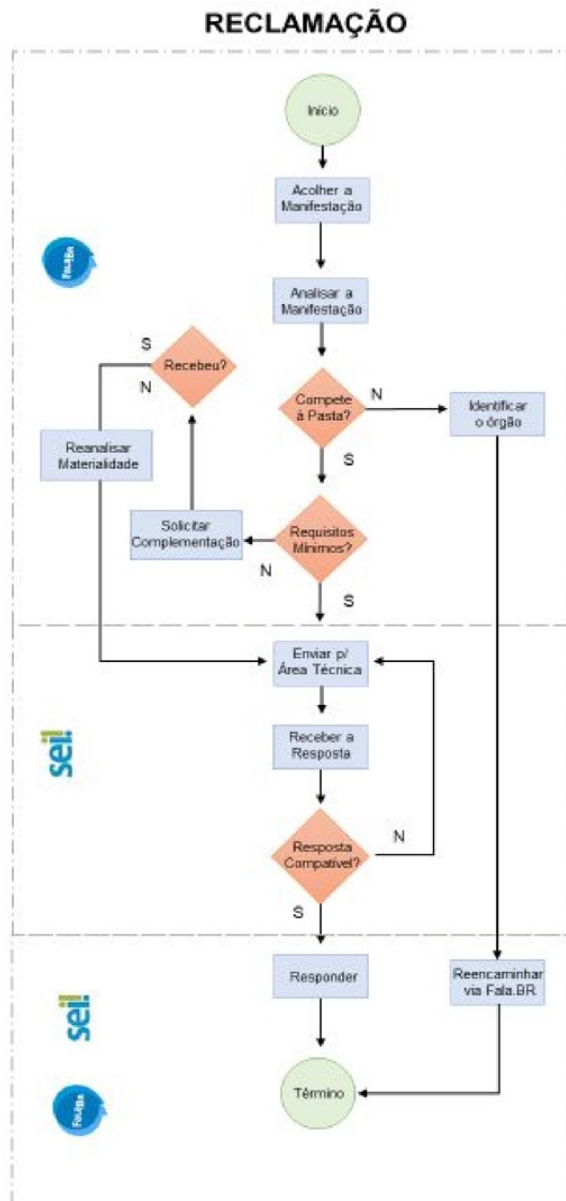 RECLAMAÇÃO
Início
Acolher a
Manifestação
Analisar a
Manifestação
S
Recebeu?
N
Compete
à Pasta?
N
Identificar
o órgão
Reanalisar
Materialidade
S
Solicitar
Complementação
Requisitos
Mínimos?
N
S
Enviar p/
Área Técnica
Receber a
Resposta
sei!
Resposta
Compatível?
N
S
Responder
Reencaminhar
via Fala.BR
sei!
Término